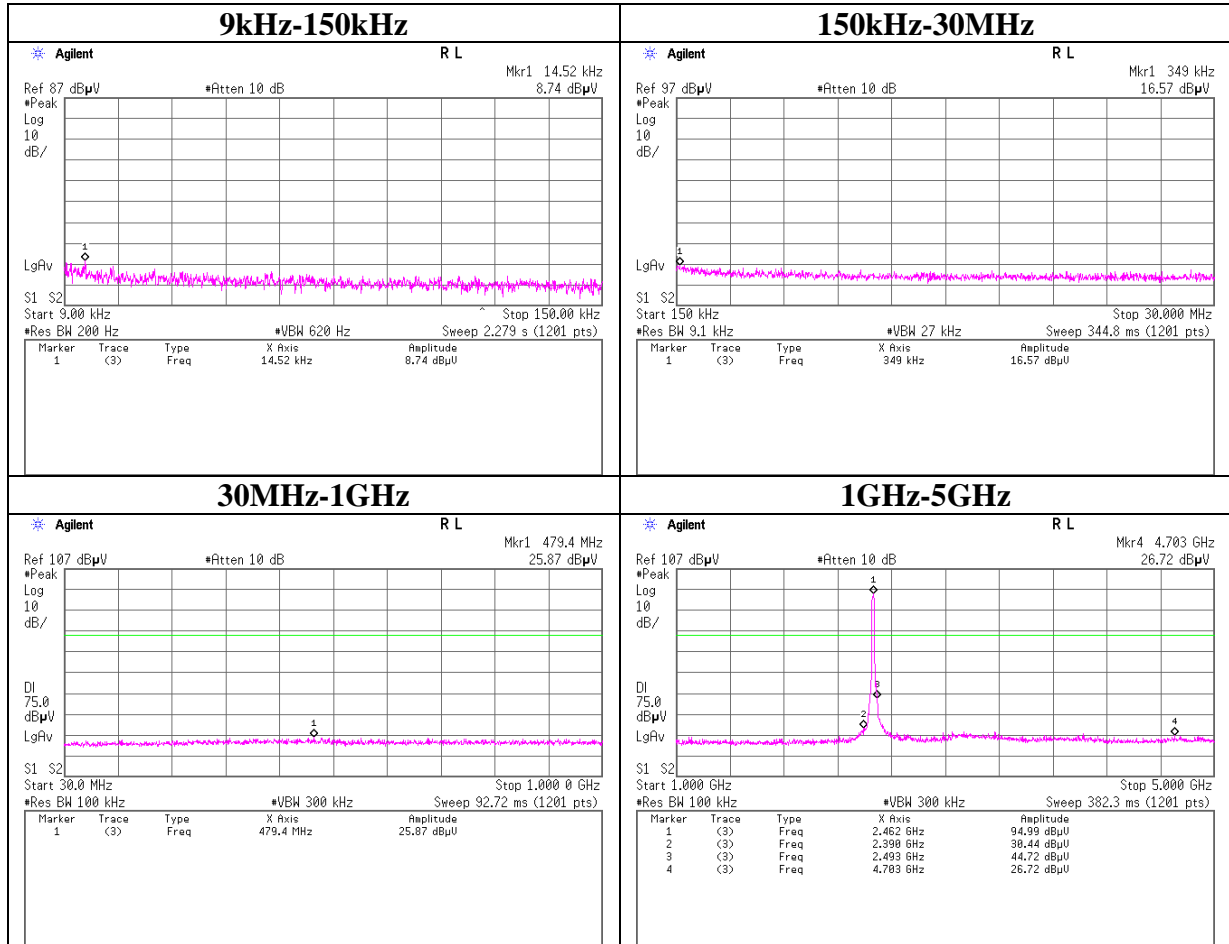 9kHz-150kHz
Agilent R L
Mkr1 14.52 kHz
Ref 87 dBµV #Atten 10 dB 8.74 dBµV
#Peak
Log
10
dB/
1
LgAv
S1 S2
Start 9.00 kHz ^ Stop 150.00 kHz
#Res BW 200 Hz #VBW 620 Hz Sweep 2.279 s (1201 pts)
Marker Trace Type X Axis Amplitude
1 (3) Freq 14.52 kHz 8.74 dBµV
150kHz-30MHz
Agilent R L
Mkr1 349 kHz
Ref 97 dBµV #Atten 10 dB 16.57 dBµV
#Peak
Log
10
dB/
1
LgAv
S1 S2
Start 150 kHz Stop 30.000 MHz
#Res BW 9.1 kHz #VBW 27 kHz Sweep 344.8 ms (1201 pts)
Marker Trace Type X Axis Amplitude
1 (3) Freq 349 kHz 16.57 dBµV
30MHz-1GHz
Agilent R L
Mkr1 479.4 MHz
Ref 107 dBµV #Atten 10 dB 25.87 dBµV
#Peak
Log
10
dB/
DI
75.0
dBµV
1
LgAv
S1 S2
Start 30.0 MHz Stop 1.000 0 GHz
#Res BW 100 kHz #VBW 300 kHz Sweep 92.72 ms (1201 pts)
Marker Trace Type X Axis Amplitude
1 (3) Freq 479.4 MHz 25.87 dBµV
1GHz-5GHz
Agilent R L
Mkr4 4.703 GHz
Ref 107 dBµV #Atten 10 dB 26.72 dBµV
#Peak
1
Log
10
dB/
3
DI
75.0
dBµV
2 4
LgAv
S1 S2
Start 1.000 GHz Stop 5.000 GHz
#Res BW 100 kHz #VBW 300 kHz Sweep 382.3 ms (1201 pts)
Marker Trace Type X Axis Amplitude
1 (3) Freq 2.462 GHz 94.99 dBµV
2 (3) Freq 2.390 GHz 30.44 dBµV
3 (3) Freq 2.493 GHz 44.72 dBµV
4 (3) Freq 4.703 GHz 26.72 dBµV